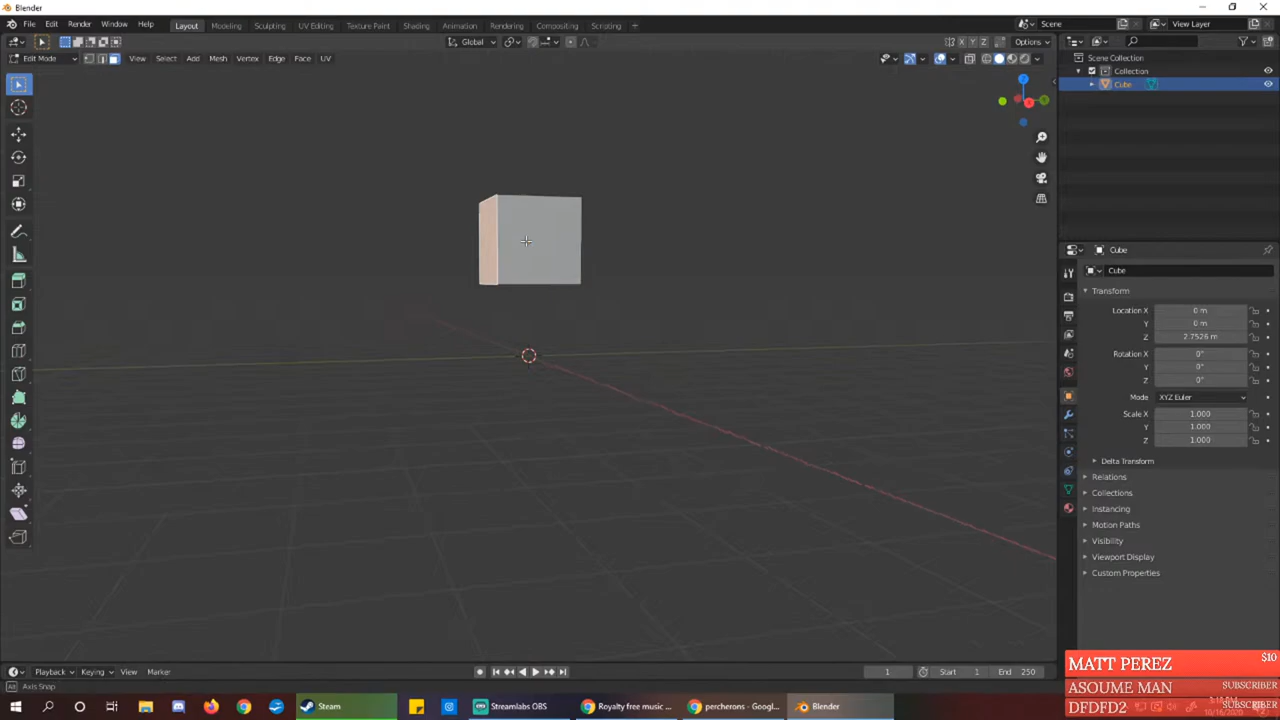 Blender
File Edit Render Window Help
Layout Modeling Sculpting UV Editing Texture Paint Shading Animation Compositing Rendering Compositing Scripting +
Scene
View Layer
Global
X Y Z
Options
Edit Mode
View Select Add Mesh Vertex Edge Face UV
Scene Collection
Collection
Cube
Cube
Cube
Transform
Location X 0 m
Y 0 m
Z 2.7526 m
Rotation X 0°
Y 0°
Z 0°
Mode XYZ Euler
Scale X 1.000
Y 1.000
Z 1.000
Delta Transform
Relations
Collections
Instancing
Motion Paths
Visibility
Viewport Display
Custom Properties
Playback Keying View Marker
1
Start 1
End 250
Axis Snap
MATT PEREZ $10
ASOUME MAN SUBSCRIBER
DFDFD2 SUBSCRIBER
Steam
Streamlabs OBS
Royalty free music ...
percherons - Googl...
Blender